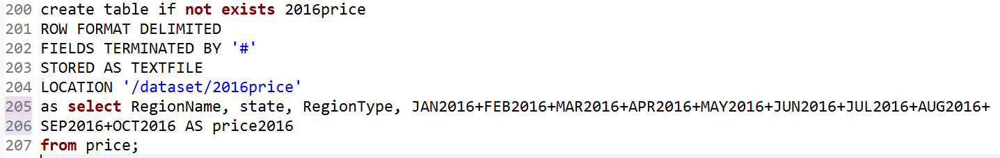 200 create table if not exists 2016price
201 ROW FORMAT DELIMITED
202 FIELDS TERMINATED BY '#'
203 STORED AS TEXTFILE
204 LOCATION '/dataset/2016price'
205 as select RegionName, state, RegionType, JAN2016+FEB2016+MAR2016+APR2016+MAY2016+JUN2016+JUL2016+AUG2016+
206 SEP2016+OCT2016 AS price2016
207 from price;